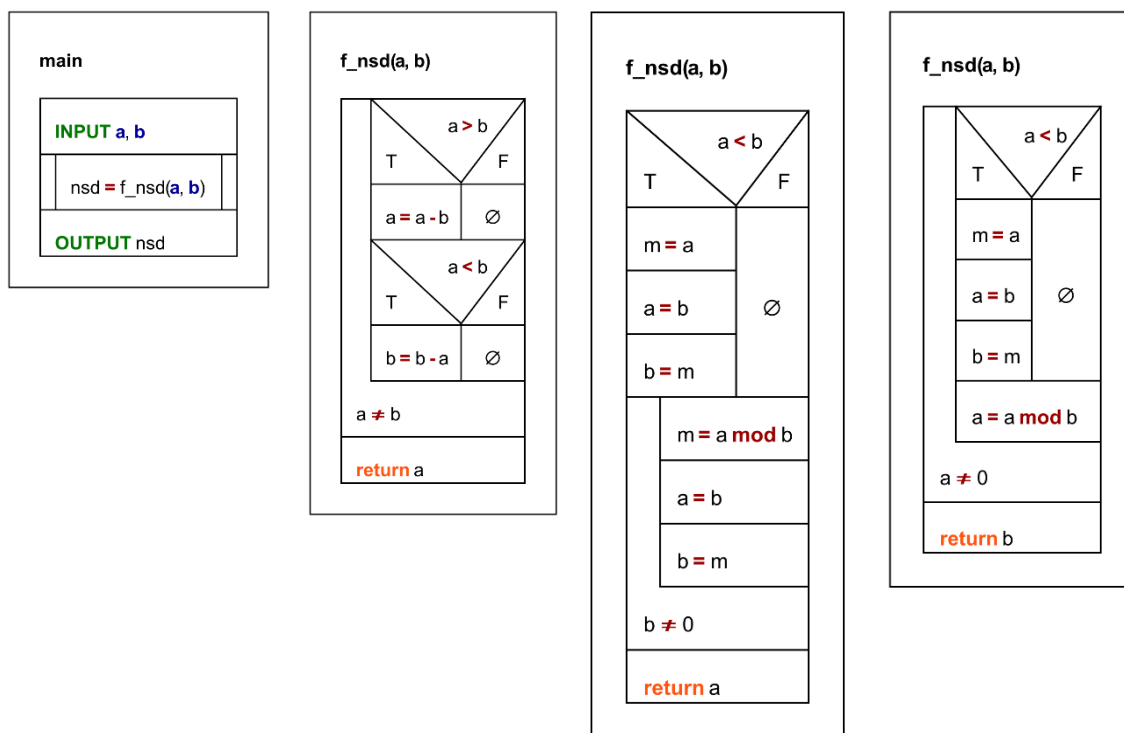 main
INPUT a, b
nsd = f_nsd(a, b)
OUTPUT nsd
f_nsd(a, b)
a > b
T F
a = a - b ∅
a < b
T F
b = b - a ∅
a ≠ b
return a
f_nsd(a, b)
a < b
T F
m = a
a = b ∅
b = m
m = a mod b
a = b
b = m
b ≠ 0
return a
f_nsd(a, b)
a < b
T F
m = a
a = b ∅
b = m
a = a mod b
a ≠ 0
return b